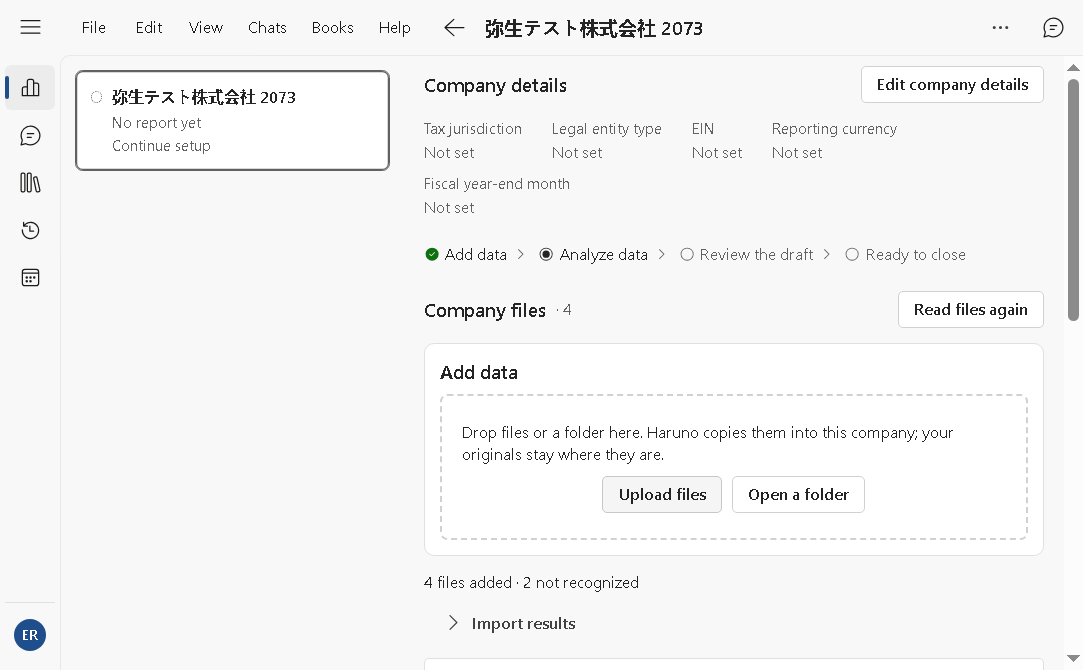 File Edit View Chats Books Help
弥生テスト株式会社 2073
弥生テスト株式会社 2073
No report yet
Continue setup
Company details
Edit company details
Tax jurisdiction Legal entity type EIN Reporting currency
Not set Not set Not set Not set
Fiscal year-end month
Not set
Add data Analyze data Review the draft Ready to close
Company files · 4
Read files again
Add data
Drop files or a folder here. Haruno copies them into this company; your
originals stay where they are.
Upload files Open a folder
4 files added · 2 not recognized
Import results
ER